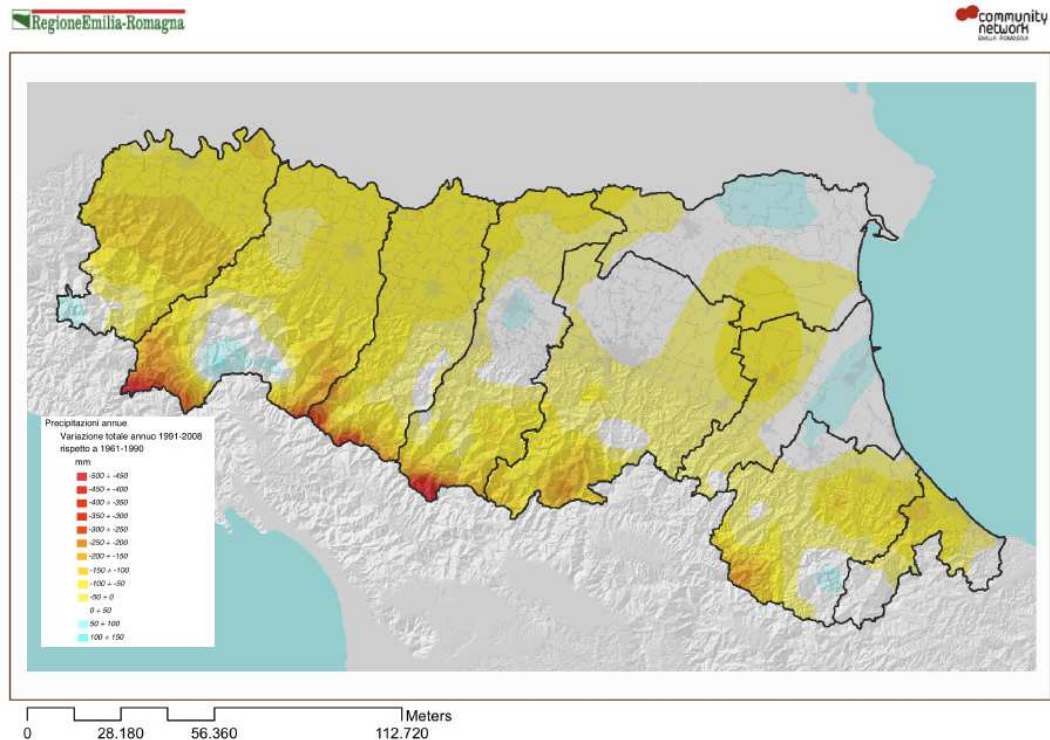 RegioneEmilia-Romagna
community
network
EMILIA-ROMAGNA
Precipitazioni annue
Variazione totale annuo 1991-2008
rispetto a 1961-1990
mm
-500 ÷ -450
-450 ÷ -400
-400 ÷ -350
-350 ÷ -300
-300 ÷ -250
-250 ÷ -200
-200 ÷ -150
-150 ÷ -100
-100 ÷ -50
-50 ÷ 0
0 ÷ 50
50 ÷ 100
100 ÷ 150
Meters
0 28.180 56.360 112.720